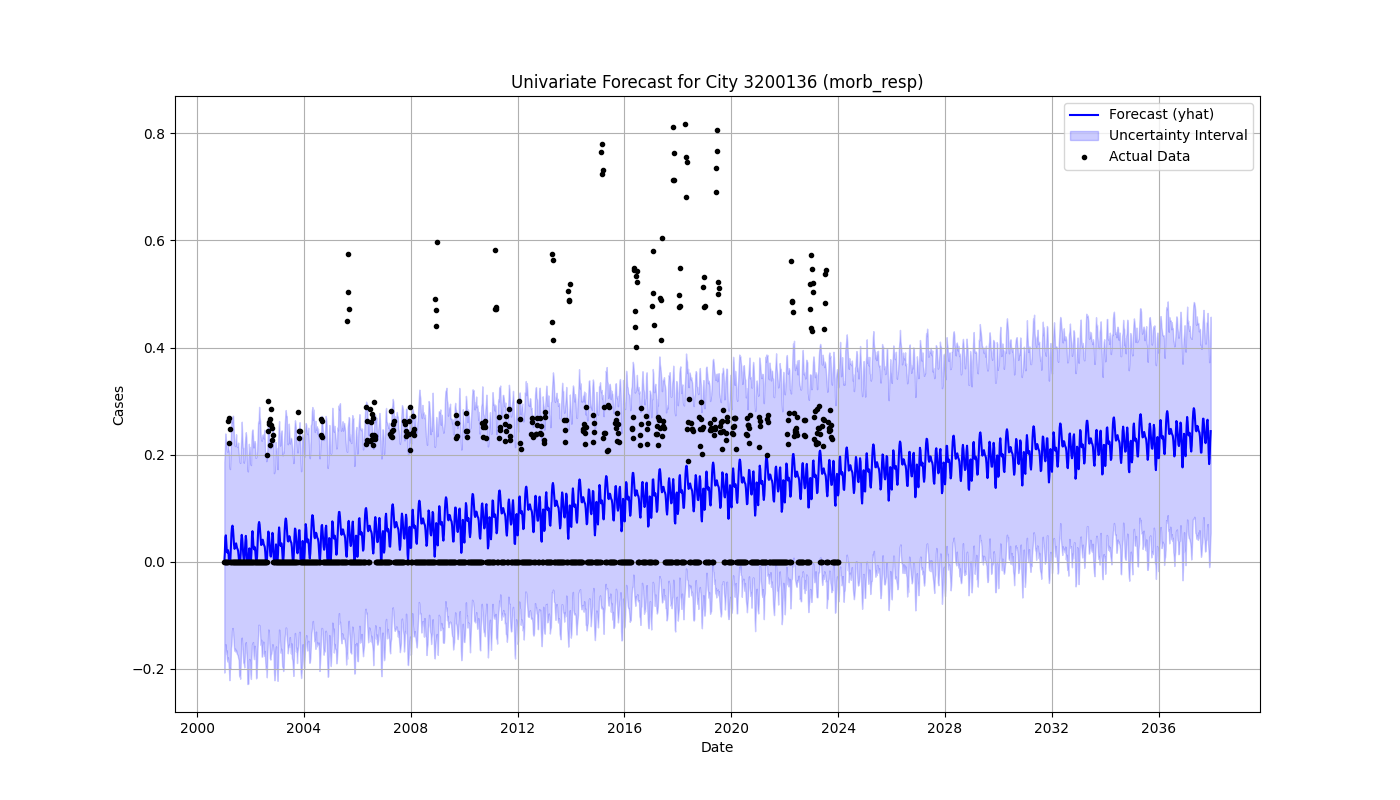 Univariate Forecast for City 3200136 (morb_resp)
Forecast (yhat)
Uncertainty Interval
Actual Data
Cases
0.8
0.6
0.4
0.2
0.0
−0.2
2000 2004 2008 2012 2016 2020 2024 2028 2032 2036
Date